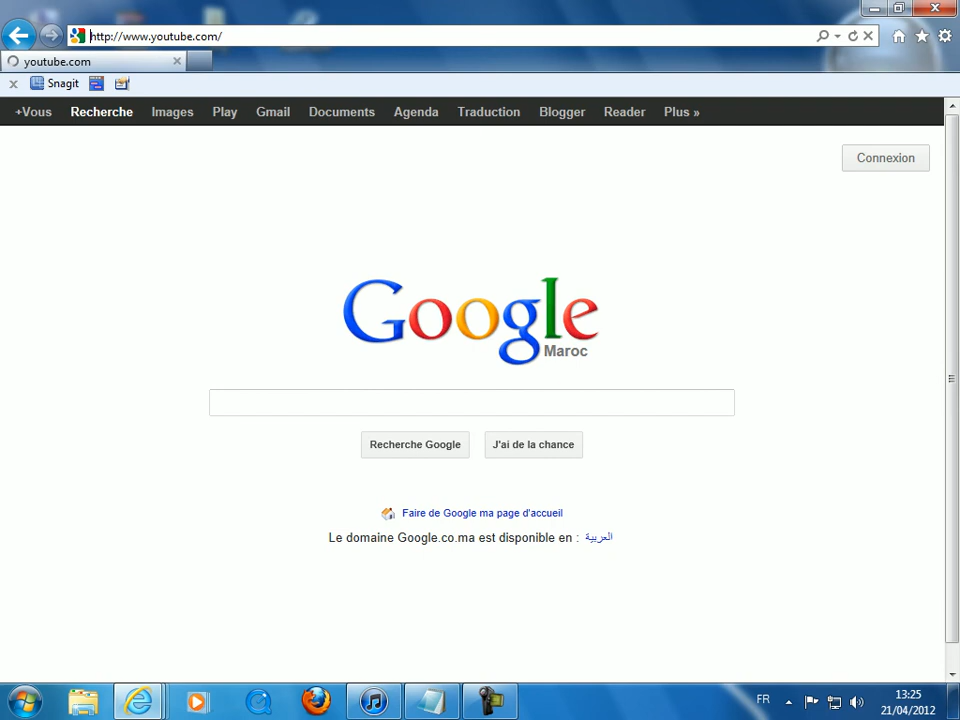 http://www.youtube.com/
youtube.com
Snagit
+Vous Recherche Images Play Gmail Documents Agenda Traduction Blogger Reader Plus »
Connexion
Google
Maroc
Recherche Google J'ai de la chance
Faire de Google ma page d'accueil
Le domaine Google.co.ma est disponible en : العربية
FR 13:25
21/04/2012